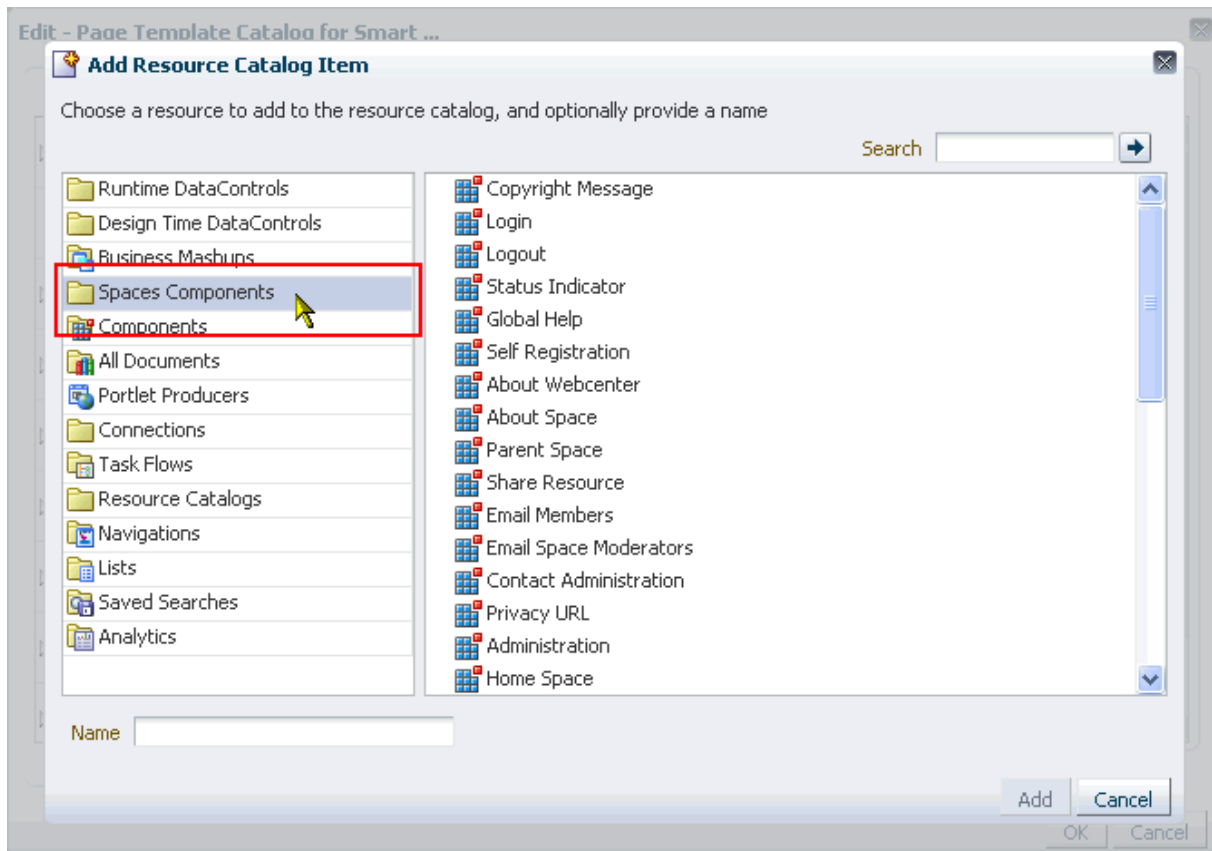 Edit - Page Template Catalog for Smart ...
Add Resource Catalog Item
Choose a resource to add to the resource catalog, and optionally provide a name
Search
Runtime DataControls
Design Time DataControls
Business Mashups
Spaces Components
Components
All Documents
Portlet Producers
Connections
Task Flows
Resource Catalogs
Navigations
Lists
Saved Searches
Analytics
Copyright Message
Login
Logout
Status Indicator
Global Help
Self Registration
About Webcenter
About Space
Parent Space
Share Resource
Email Members
Email Space Moderators
Contact Administration
Privacy URL
Administration
Home Space
Name
Add Cancel
OK Cancel